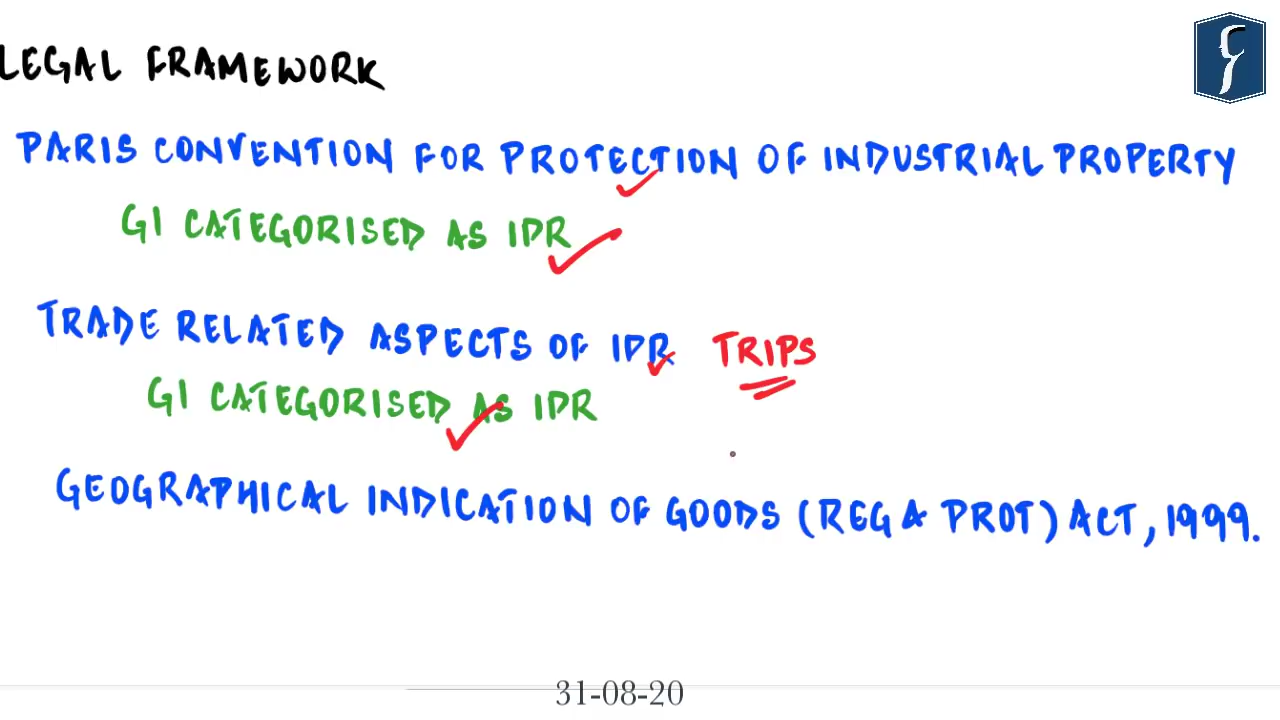 LEGAL FRAMEWORK
PARIS CONVENTION FOR PROTECTION OF INDUSTRIAL PROPERTY
GI CATEGORISED AS IPR
TRADE RELATED ASPECTS OF IPR TRIPS
GI CATEGORISED AS IPR
GEOGRAPHICAL INDICATION OF GOODS (REG & PROT) ACT, 1999.
31-08-20